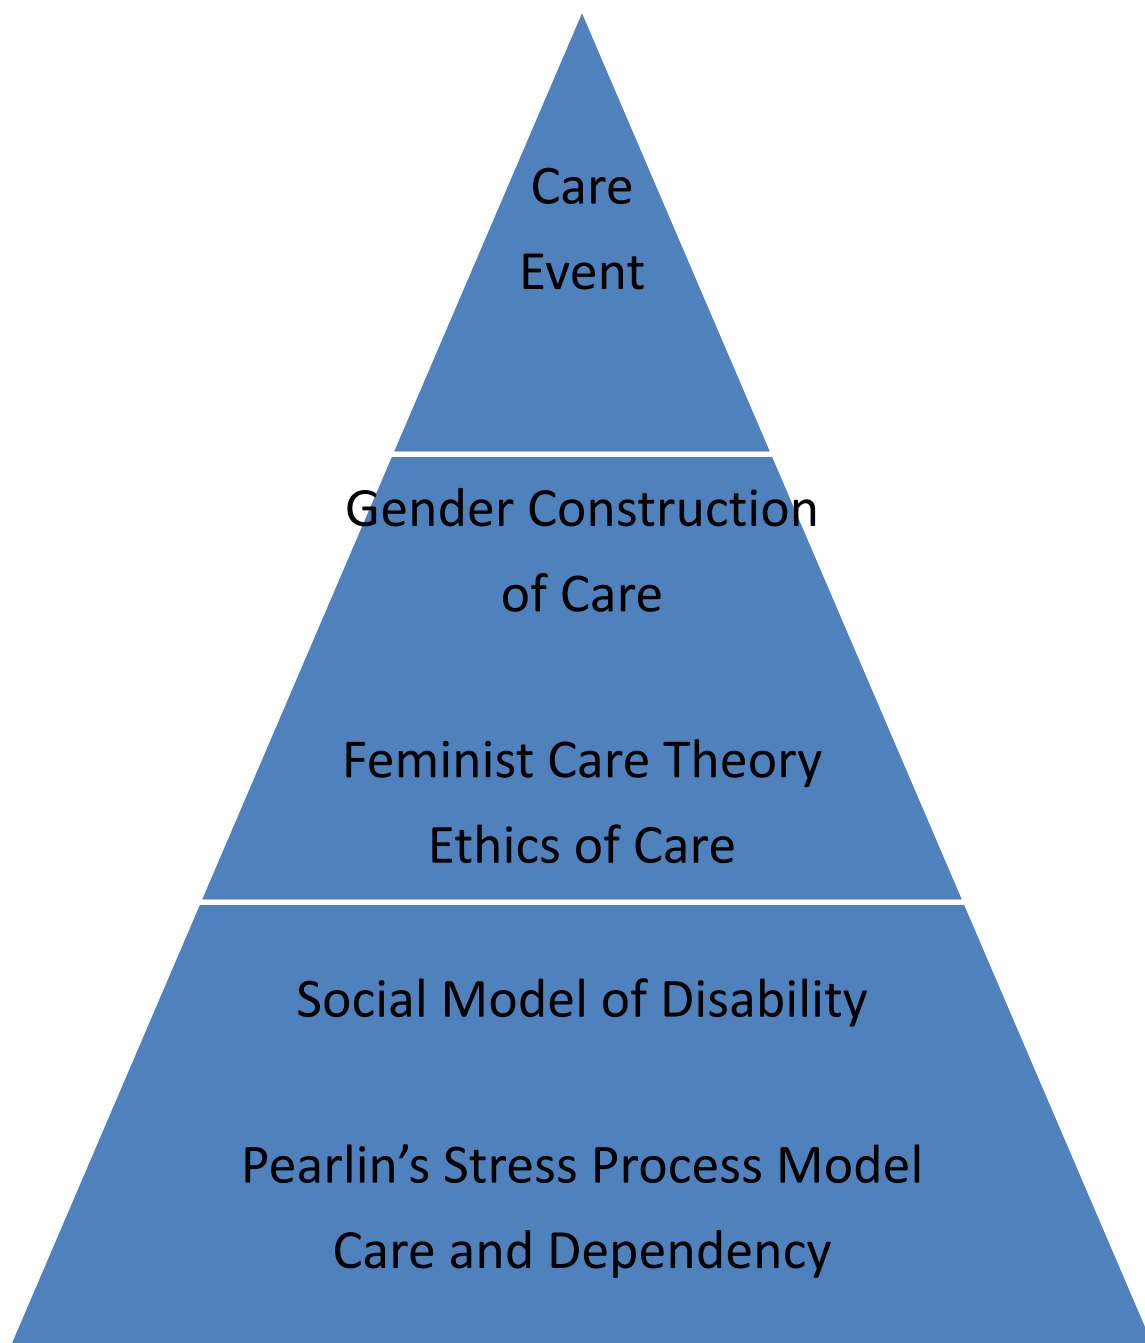 Care
Event
Gender Construction
of Care
Feminist Care Theory
Ethics of Care
Social Model of Disability
Pearlin’s Stress Process Model
Care and Dependency